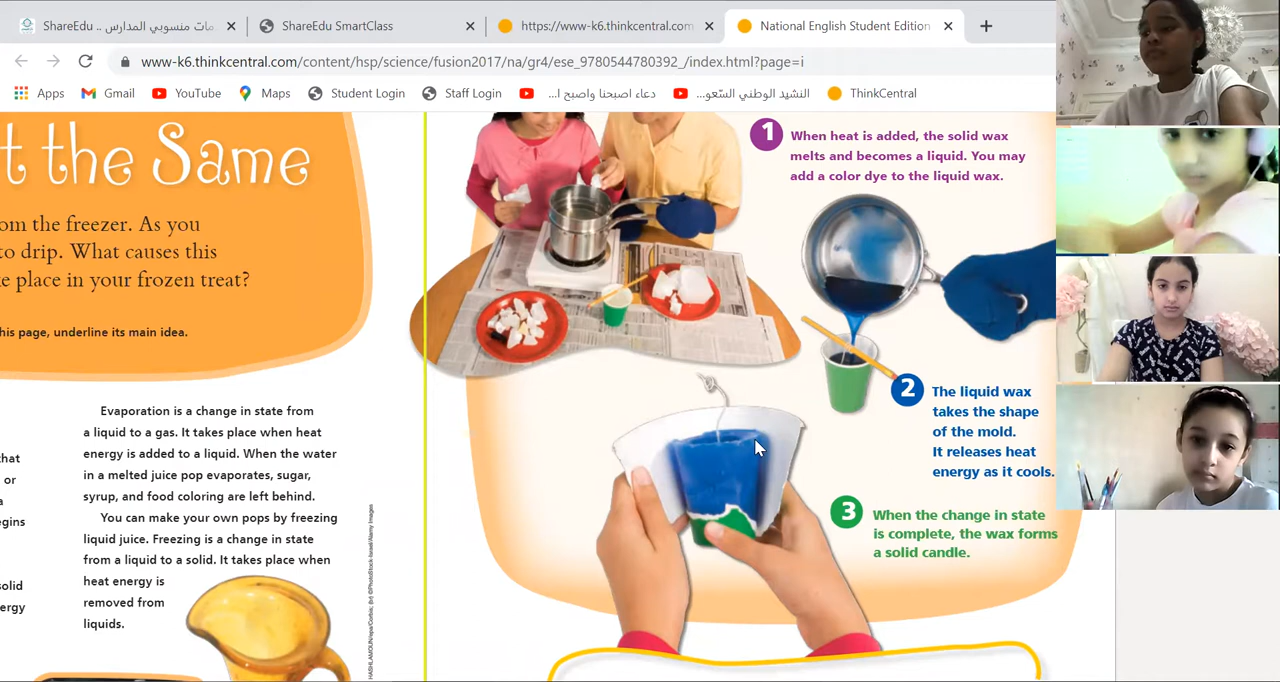 ShareEdu .. مات منسوبي المدارس
ShareEdu SmartClass
https://www-k6.thinkcentral.com
National English Student Edition
www-k6.thinkcentral.com/content/hsp/science/fusion2017/na/gr4/ese_9780544780392_/index.html?page=i
Apps
Gmail
YouTube
Maps
Student Login
Staff Login
دعاء اصبحنا واصبح ا...
النشيد الوطني السّعو...
ThinkCentral
t the Same
om the freezer. As you
to drip. What causes this
e place in your frozen treat?
his page, underline its main idea.
that
or
a
egins
solid
ergy
Evaporation is a change in state from
a liquid to a gas. It takes place when heat
energy is added to a liquid. When the water
in a melted juice pop evaporates, sugar,
syrup, and food coloring are left behind.
You can make your own pops by freezing
liquid juice. Freezing is a change in state
from a liquid to a solid. It takes place when
heat energy is
removed from
liquids.
1
When heat is added, the solid wax
melts and becomes a liquid. You may
add a color dye to the liquid wax.
2
The liquid wax
takes the shape
of the mold.
It releases heat
energy as it cools.
3
When the change in state
is complete, the wax forms
a solid candle.